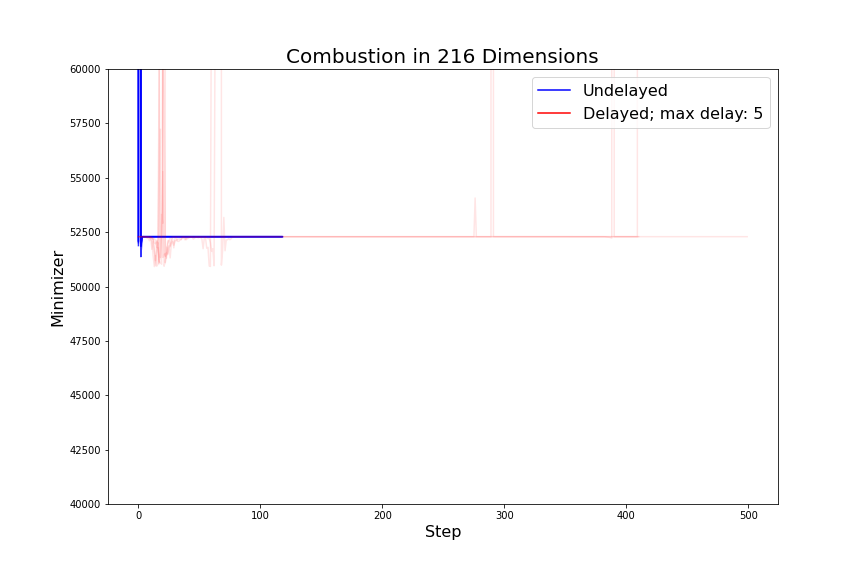 Combustion in 216 Dimensions
60000
57500
55000
52500
50000
47500
45000
42500
40000
Minimizer
Undelayed
Delayed; max delay: 5
0 100 200 300 400 500
Step